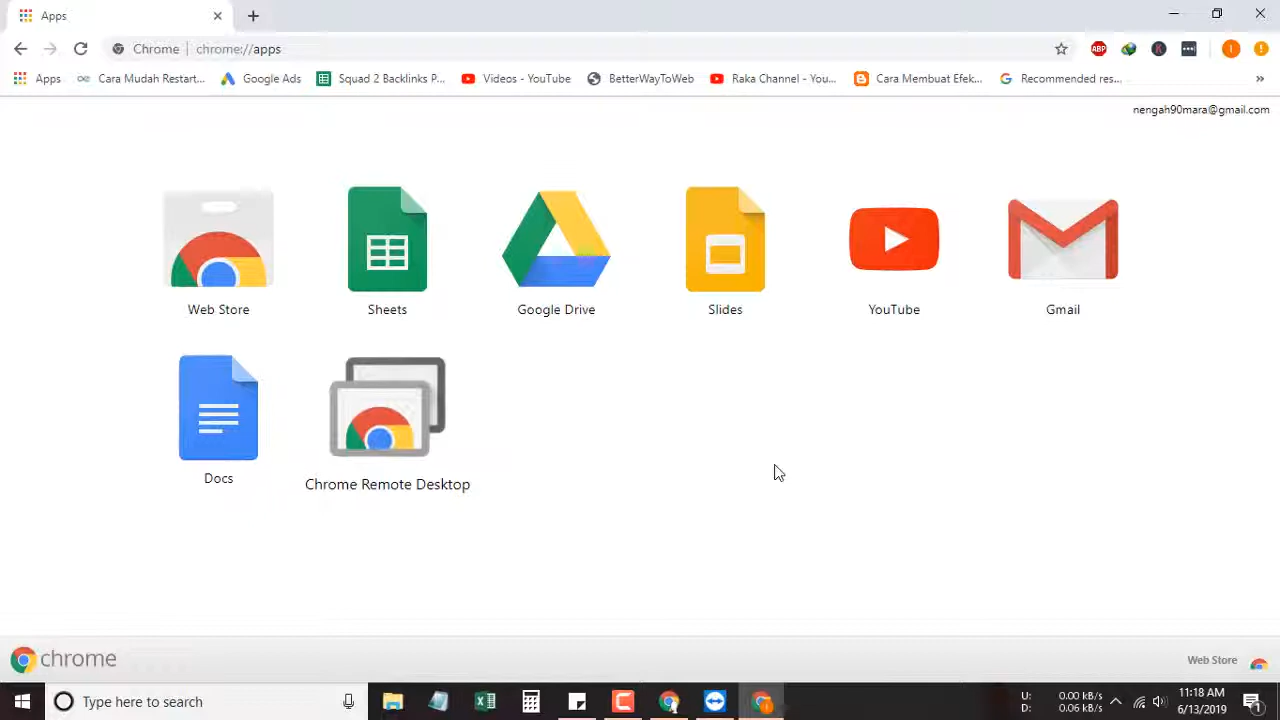 Apps
Chrome | chrome://apps
ABP
Apps Cara Mudah Restart... Google Ads Squad 2 Backlinks P... Videos - YouTube BetterWayToWeb Raka Channel - You... Cara Membuat Efek... Recommended res...
nengah90mara@gmail.com
Web Store Sheets Google Drive Slides YouTube Gmail
Docs Chrome Remote Desktop
chrome Web Store
Type here to search
U: 0.00 kB/s
D: 0.06 kB/s
11:18 AM
6/13/2019
1